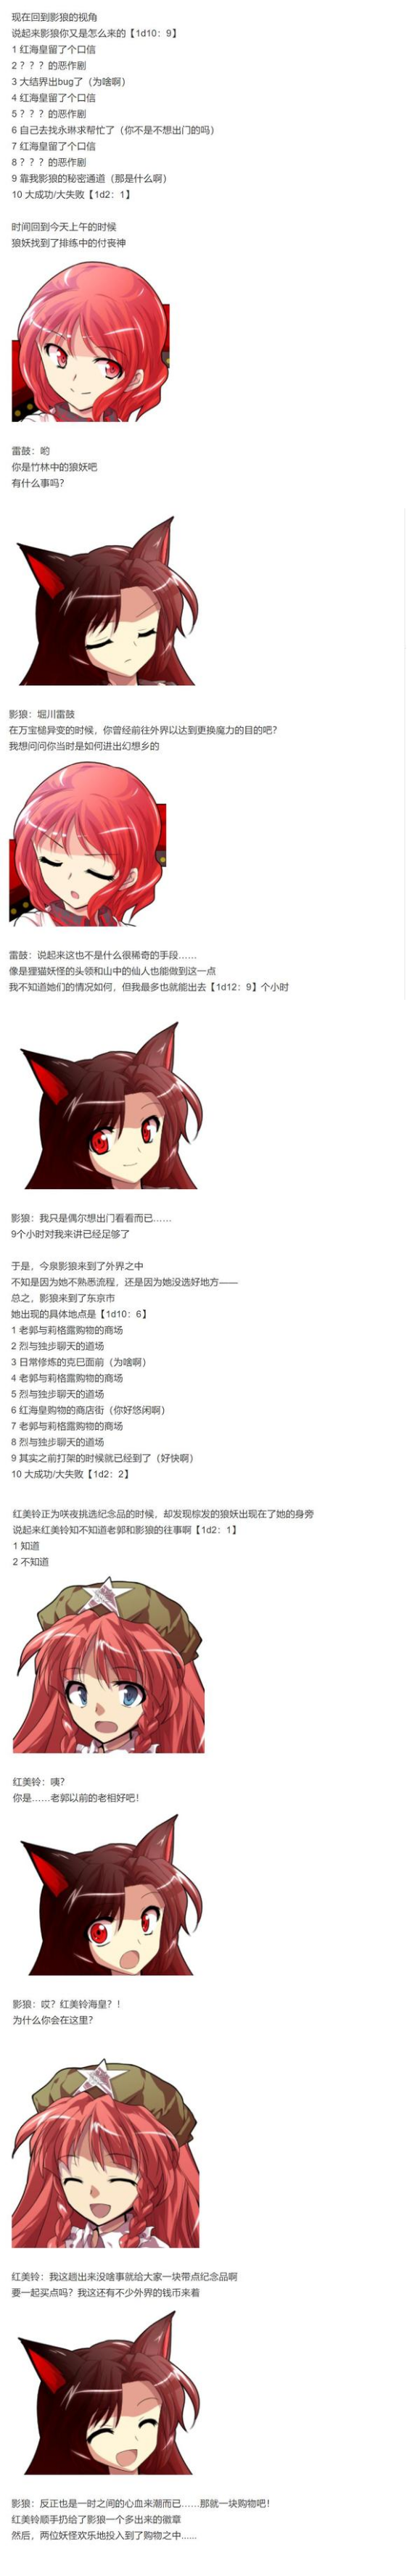 现在回到影狼的视角
说起来影狼你又是怎么来的【1d10：9】
1 红海皇留了个口信
2 ？？？的恶作剧
3 大结界出bug了（为啥啊）
4 红海皇留了个口信
5 ？？？的恶作剧
6 自己去找永琳求帮忙了（你不是不想出门的吗）
7 红海皇留了个口信
8 ？？？的恶作剧
9 靠我影狼的秘密通道（那是什么啊）
10 大成功/大失败【1d2：1】
时间回到今天上午的时候
狼妖找到了排练中的付丧神
雷鼓：哟
你是竹林中的狼妖吧
有什么事吗？
影狼：堀川雷鼓
在万宝槌异变的时候，你曾经前往外界以达到更换魔力的目的吧？
我想问问你当时是如何进出幻想乡的
雷鼓：说起来这也不是什么很稀奇的手段……
像是狸猫妖怪的头领和山中的仙人也能做到这一点
我不知道她们的情况如何，但我最多也就能出去【1d12：9】个小时
影狼：我只是偶尔想出门看看而已……
9个小时对我来讲已经足够了
于是，今泉影狼来到了外界之中
不知是因为她不熟悉流程，还是因为她没选好地方——
总之，影狼来到了东京市
她出现的具体地点是【1d10：6】
1 老郭与莉格露购物的商场
2 烈与独步聊天的道场
3 日常修炼的克巳面前（为啥啊）
4 老郭与莉格露购物的商场
5 烈与独步聊天的道场
6 红海皇购物的商店街（你好悠闲啊）
7 老郭与莉格露购物的商场
8 烈与独步聊天的道场
9 其实之前打架的时候就已经到了（好快啊）
10 大成功/大失败【1d2：2】
红美铃正为咲夜挑选纪念品的时候，却发现棕发的狼妖出现在了她的身旁
说起来红美铃知不知道老郭和影狼的往事啊【1d2：1】
1 知道
2 不知道
红美铃：咦？
你是……老郭以前的老相好吧！
影狼：哎？红美铃海皇？！
为什么你会在这里？
红美铃：我这趟出来没啥事就给大家一块带点纪念品啊
要一起买点吗？我这还有不少外界的钱币来着
影狼：反正也是一时之间的心血来潮而已……那就一块购物吧！
红美铃顺手扔给了影狼一个多出来的徽章
然后，两位妖怪欢乐地投入到了购物之中……